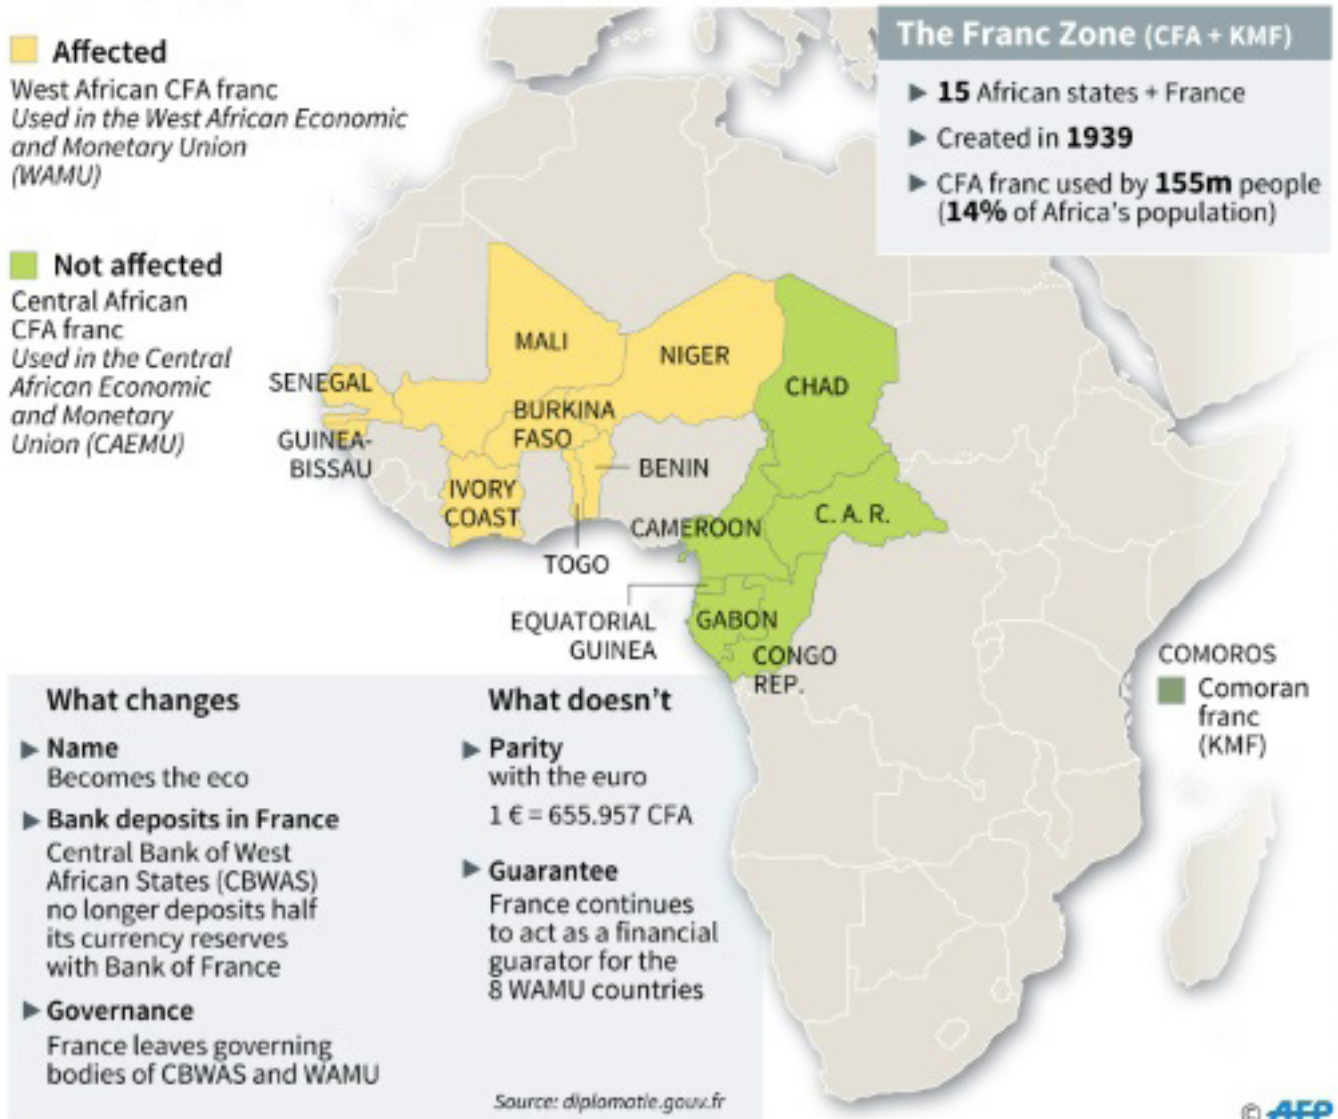 Affected
West African CFA franc
Used in the West African Economic
and Monetary Union
(WAMU)
Not affected
Central African
CFA franc
Used in the Central
African Economic
and Monetary
Union (CAEMU)
The Franc Zone (CFA + KMF)
15 African states + France
Created in 1939
CFA franc used by 155m people
(14% of Africa's population)
MALI
NIGER
CHAD
SENEGAL
BURKINA
FASO
GUINEA-
BISSAU
BENIN
IVORY
COAST
C. A. R.
CAMEROON
TOGO
EQUATORIAL
GUINEA
GABON
CONGO
REP.
COMOROS
Comoran
franc
(KMF)
What changes
Name
Becomes the eco
Bank deposits in France
Central Bank of West
African States (CBWAS)
no longer deposits half
its currency reserves
with Bank of France
Governance
France leaves governing
bodies of CBWAS and WAMU
What doesn't
Parity
with the euro
1 € = 655.957 CFA
Guarantee
France continues
to act as a financial
guarator for the
8 WAMU countries
Source: diplomatie.gouv.fr
© AFP